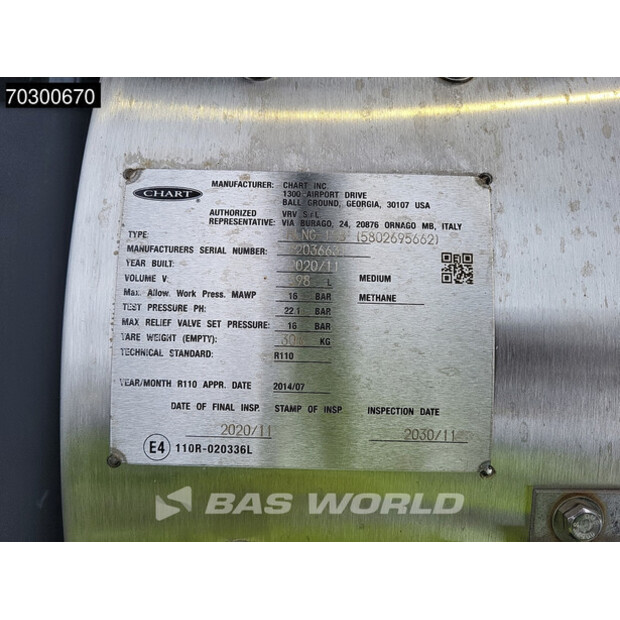 70300670
CHART
MANUFACTURER: CHART INC
1300 AIRPORT DRIVE
BALL GROUND, GEORGIA, 30107 USA
AUTHORIZED REPRESENTATIVE: VRV S/L
VIA BURAGO, 24, 20876 ORNAGO MB, ITALY
TYPE: (5802695662)
MANUFACTURERS SERIAL NUMBER:
YEAR BUILT: 2020/11
VOLUME V. L MEDIUM
Max. Allow. Work Press. MAWP 16 BAR METHANE
TEST PRESSURE PH: 22.1 BAR
MAX RELIEF VALVE SET PRESSURE: 16 BAR
TARE WEIGHT (EMPTY): KG
TECHNICAL STANDARD: R110
YEAR/MONTH R110 APPR. DATE 2014/07
DATE OF FINAL INSP. STAMP OF INSP. INSPECTION DATE
2020/11 2030/11
E4 110R-020336L
BAS WORLD